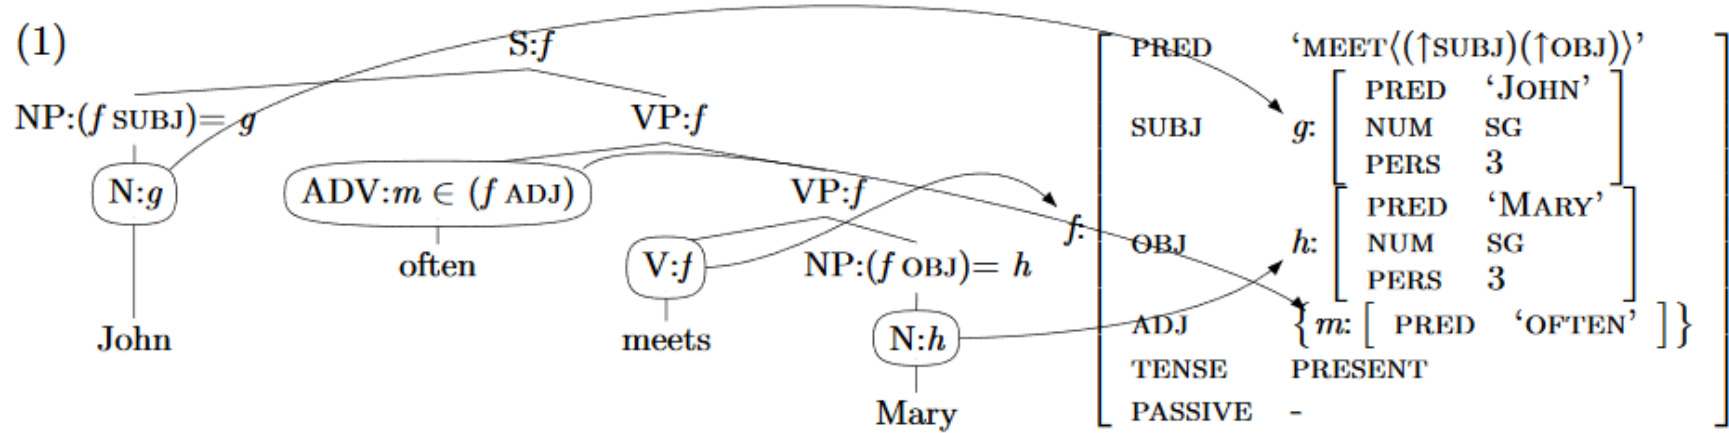 (1)
S:f
NP:(f SUBJ)= g
VP:f
N:g
ADV:m ∈ (f ADJ)
VP:f
often
V:f
NP:(f OBJ)= h
John
meets
N:h
Mary
f:
PRED ‘MEET⟨(↑SUBJ)(↑OBJ)⟩’
SUBJ g:
PRED ‘JOHN’
NUM SG
PERS 3
OBJ h:
PRED ‘MARY’
NUM SG
PERS 3
ADJ {m:[ PRED ‘OFTEN’ ]}
TENSE PRESENT
PASSIVE -